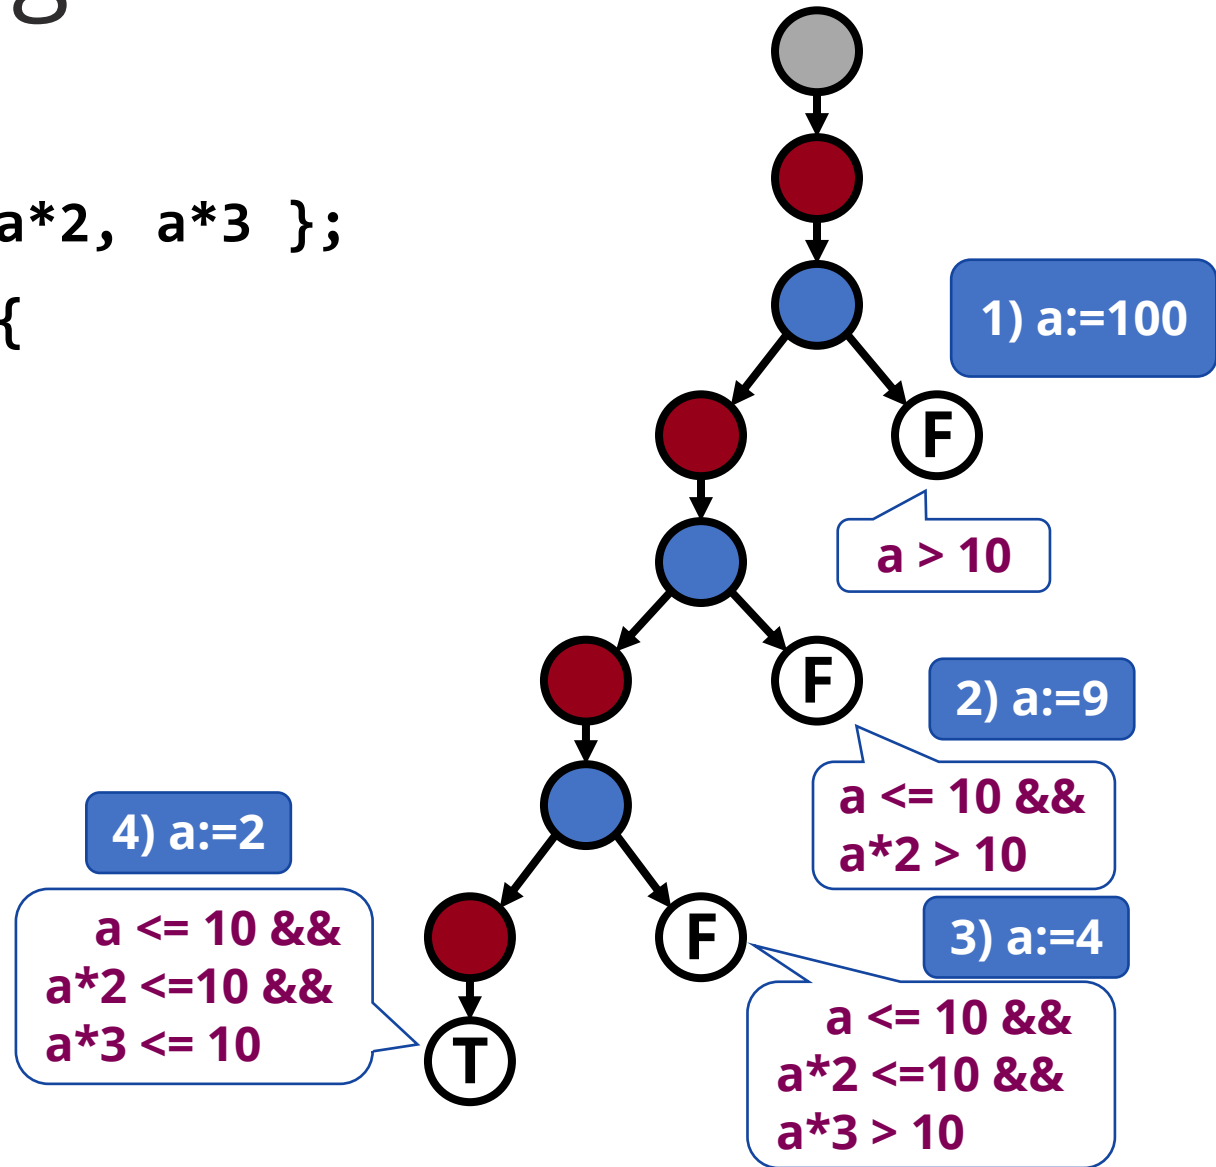 g
a*2, a*3 };
{
1) a:=100
F
a > 10
F
2) a:=9
a <= 10 &&
a*2 > 10
4) a:=2
a <= 10 &&
a*2 <=10 &&
a*3 <= 10
F
3) a:=4
a <= 10 &&
a*2 <=10 &&
a*3 > 10
T